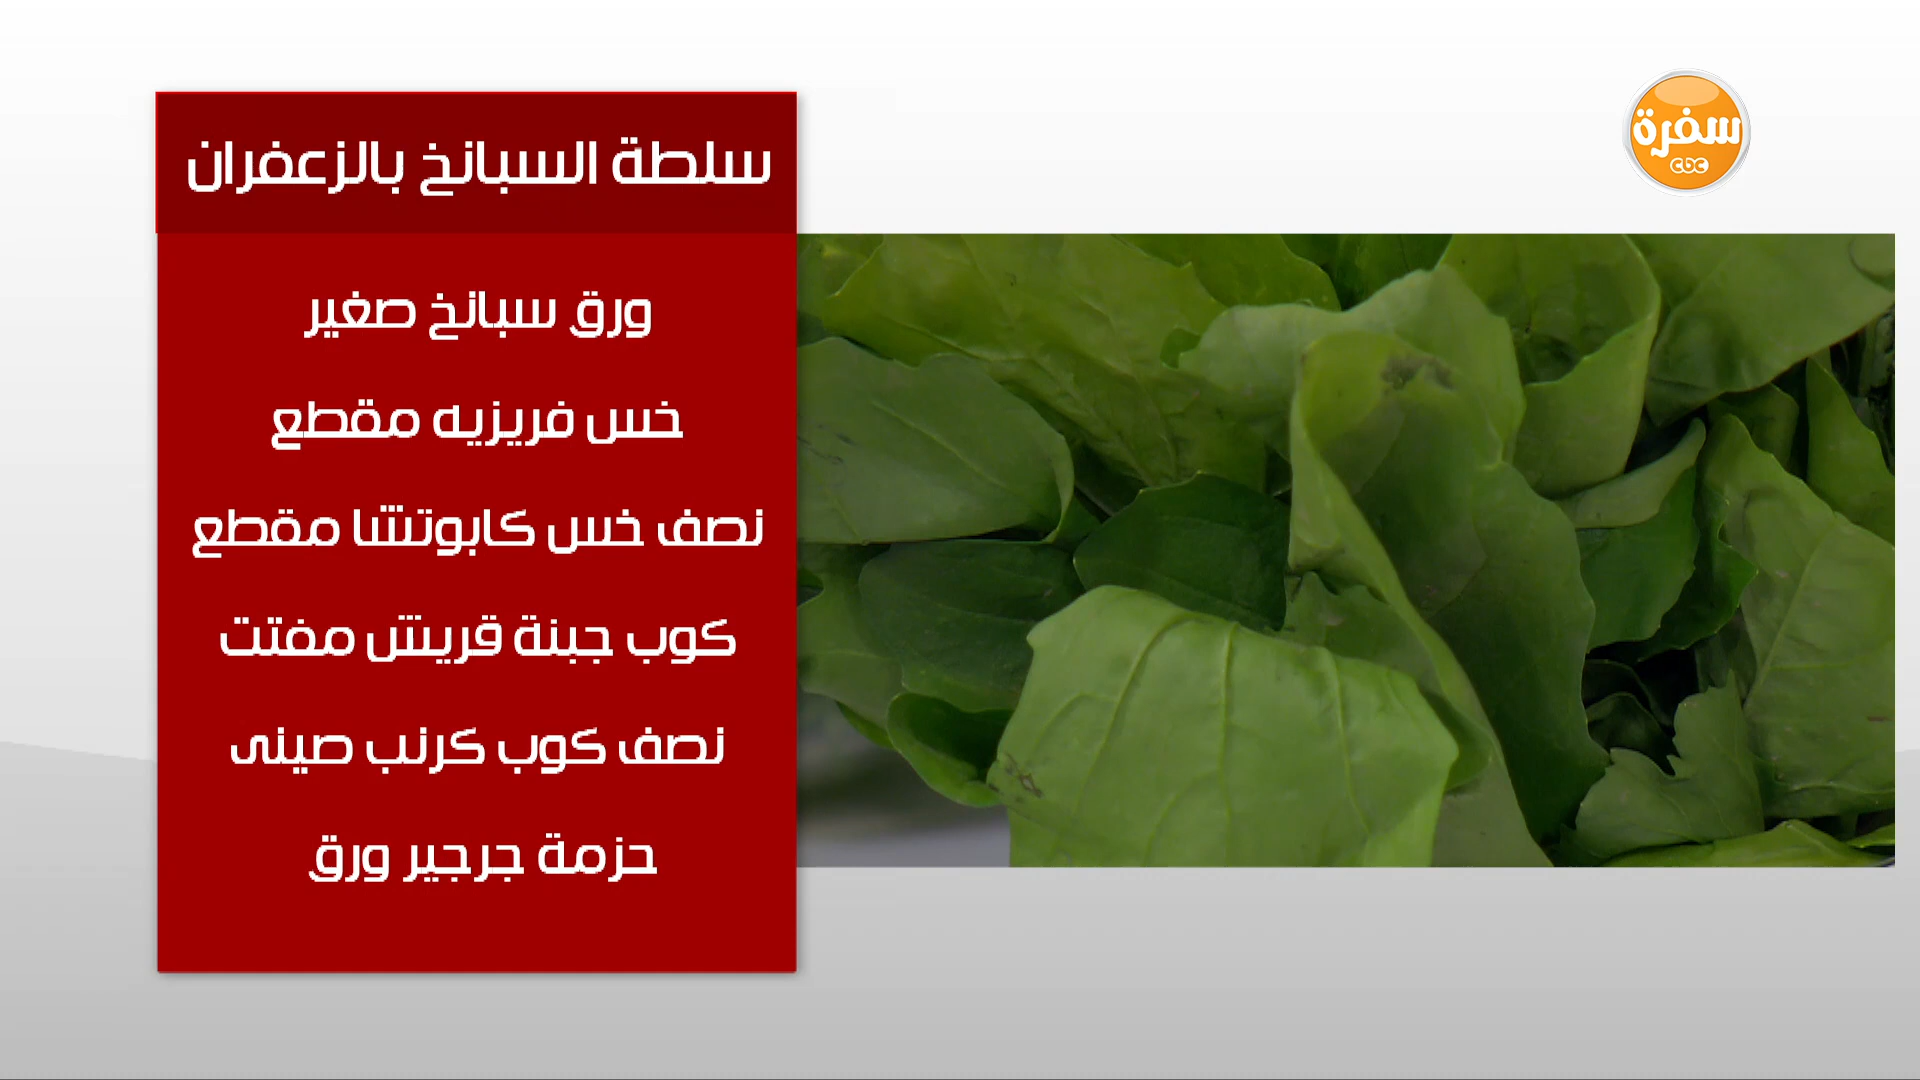 سلطة السبانخ بالزعفران
ورق سبانخ صغير
خس فريزيه مقطع
نصف خس كابوتشا مقطع
كوب جبنة قريش مفتت
نصف كوب كرنب صينى
حزمة جرجير ورق
سفرة
cbc